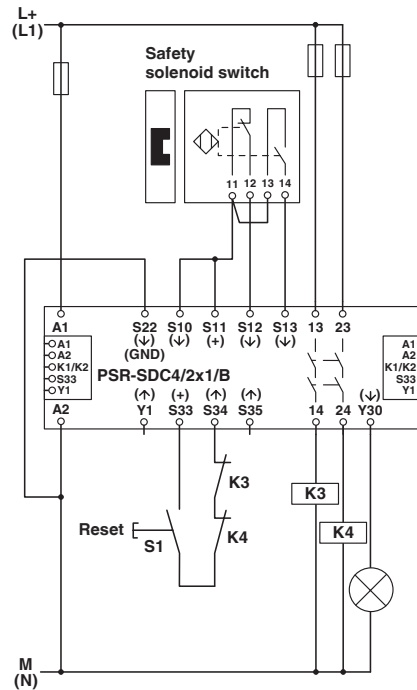 L+
(L1)
Safety
solenoid switch
11 12 13 14
A1 S22 S10 S11 S12 S13 13 23
(↓) (↓) (+) (↓) (↓)
(GND)
A1
A2
K1/K2
S33
Y1
A1
A2
K1/K2
S33
Y1
PSR-SDC4/2x1/B
(↑) (+) (↑) (↑) (↓)
A2 Y1 S33 S34 S35 14 24 Y30
K3
K4
Reset
S1
K3
K4
M
(N)